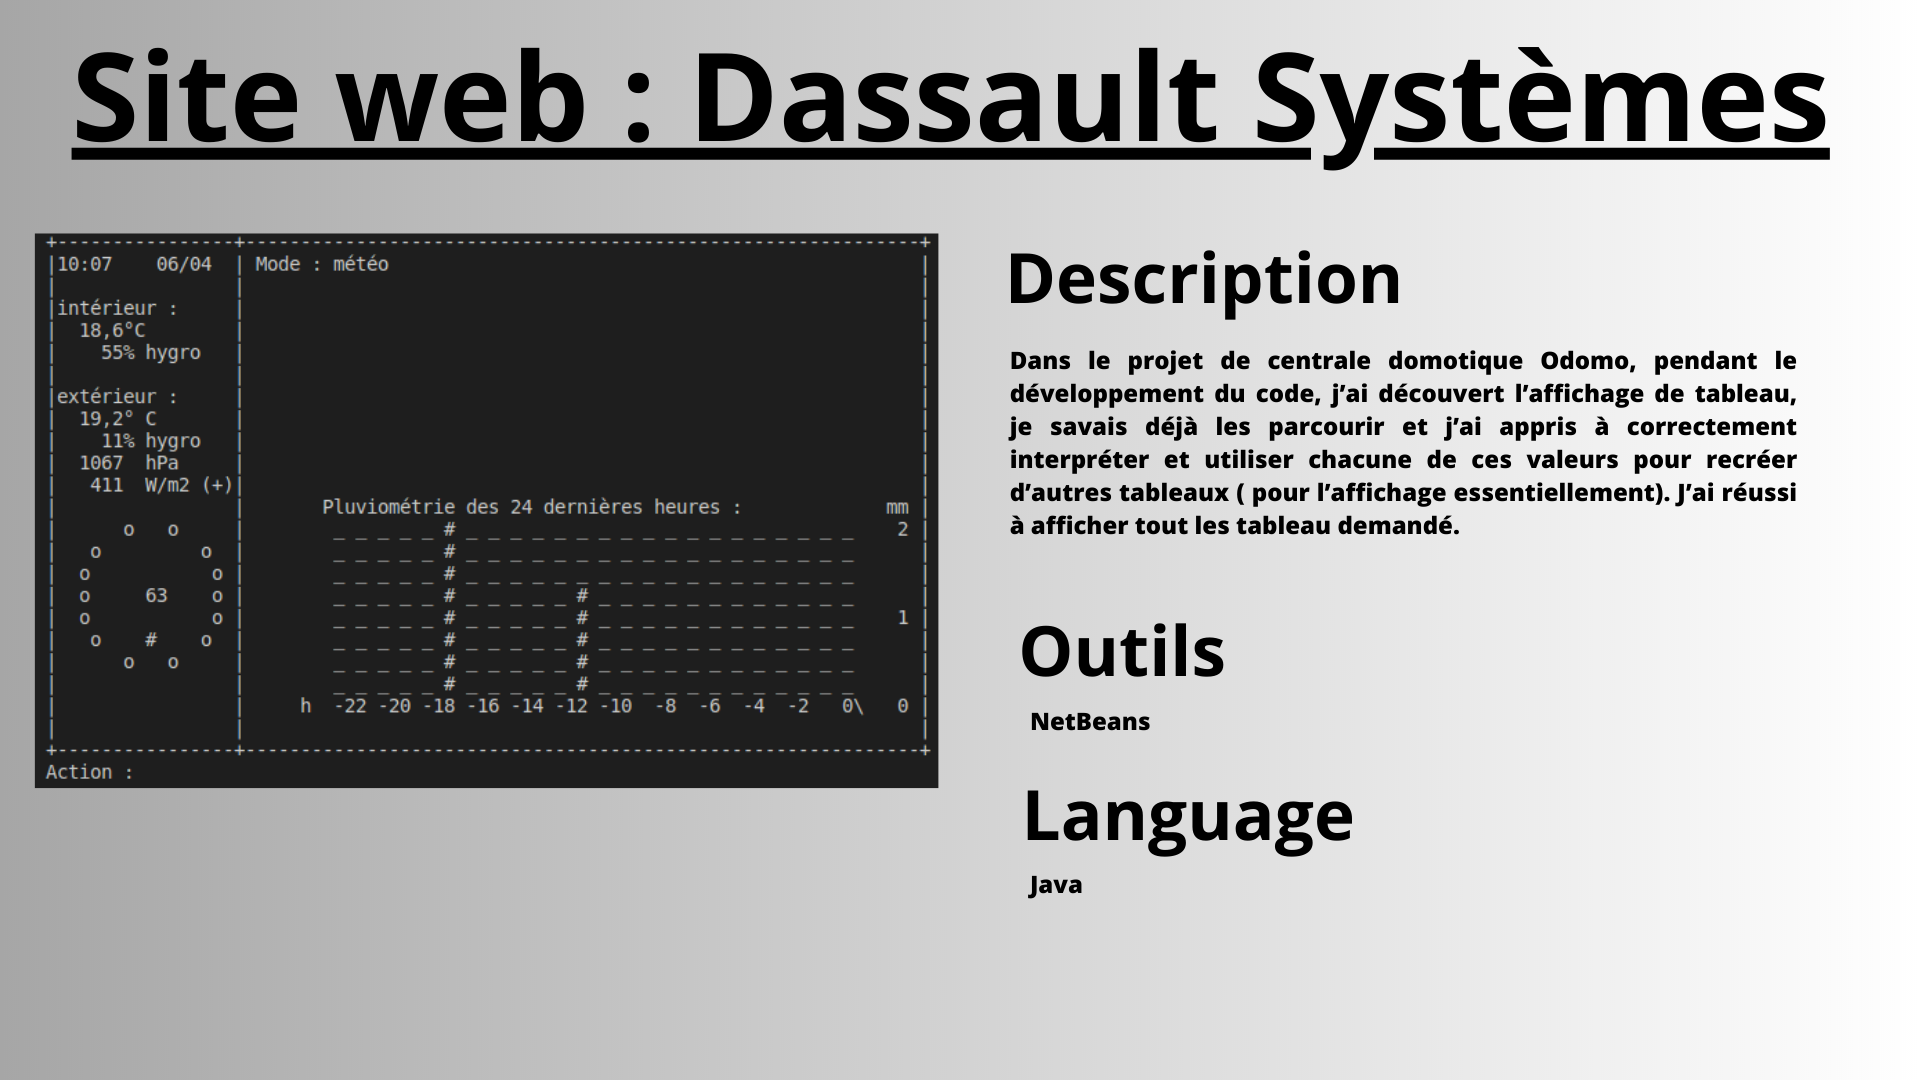 Site web : Dassault Systèmes
+----------------+-------------------------------------------------------------+
|10:07    06/04  | Mode : météo                                                |
|                |                                                             |
|intérieur :     |                                                             |
|  18,6°C        |                                                             |
|    55% hygro   |                                                             |
|                |                                                             |
|extérieur :     |                                                             |
|  19,2° C       |                                                             |
|    11% hygro   |                                                             |
|  1067  hPa     |                                                             |
|   411  W/m2 (+)|                                                             |
|                |       Pluviométrie des 24 dernières heures :             mm |
|      o   o     |        _ _ _ _ _ # _ _ _ _ _ _ _ _ _ _ _ _ _ _ _ _ _ _    2 |
|   o         o  |        _ _ _ _ _ # _ _ _ _ _ _ _ _ _ _ _ _ _ _ _ _ _ _      |
|  o           o |        _ _ _ _ _ # _ _ _ _ _ _ _ _ _ _ _ _ _ _ _ _ _ _      |
|  o     63    o |        _ _ _ _ _ # _ _ _ _ _ # _ _ _ _ _ _ _ _ _ _ _ _      |
|  o           o |        _ _ _ _ _ # _ _ _ _ _ # _ _ _ _ _ _ _ _ _ _ _ _    1 |
|   o    #    o  |        _ _ _ _ _ # _ _ _ _ _ # _ _ _ _ _ _ _ _ _ _ _ _      |
|      o   o     |        _ _ _ _ _ # _ _ _ _ _ # _ _ _ _ _ _ _ _ _ _ _ _      |
|                |        _ _ _ _ _ # _ _ _ _ _ # _ _ _ _ _ _ _ _ _ _ _ _      |
|                |     h  -22 -20 -18 -16 -14 -12 -10  -8  -6  -4  -2   0\   0 |
|                |                                                             |
+----------------+-------------------------------------------------------------+
Action :
Description
Dans le projet de centrale domotique Odomo, pendant le
développement du code, j’ai découvert l’affichage de tableau,
je savais déjà les parcourir et j’ai appris à correctement
interpréter et utiliser chacune de ces valeurs pour recréer
d’autres tableaux ( pour l’affichage essentiellement). J’ai réussi
à afficher tout les tableau demandé.
Outils
NetBeans
Language
Java